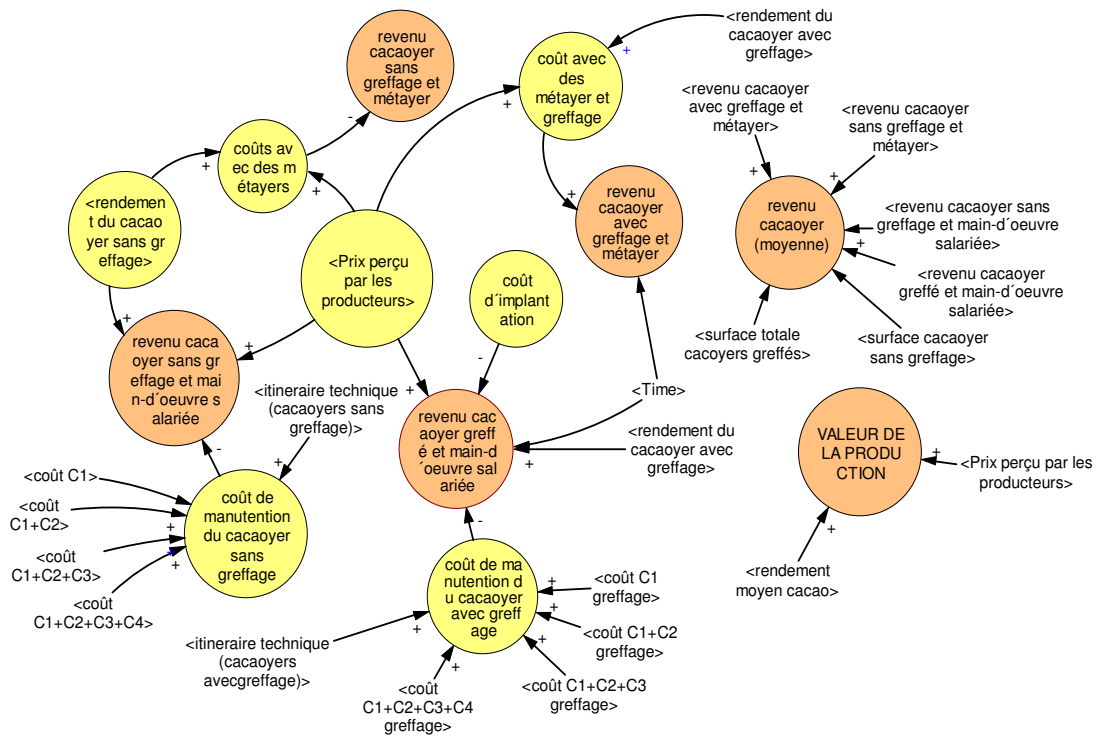 revenu
cacaoyer
sans
greffage et
métayer
coût avec
des
métayer et
greffage
<rendement du
cacaoyer avec
greffage>
+
<revenu cacaoyer
avec greffage et
métayer>
<revenu cacaoyer
sans greffage et
métayer>
-
+
coûts av
ec des m
étayers
+
+
+
+
+
<rendemen
t du cacao
yer sans gr
effage>
revenu
cacaoyer
avec
greffage et
métayer
revenu
cacaoyer
(moyenne)
<revenu cacaoyer sans
greffage et main-d´oeuvre
salariée>
+
<revenu cacaoyer
greffé et main-d´oeuvre
salariée>
<Prix perçu
par les
producteurs>
coût
d´implant
ation
+
+
-
<surface totale
cacoyers greffés>
<surface cacaoyer
sans greffage>
revenu caca
oyer sans gr
effage et mai
n-d´oeuvre s
alariée
<itineraire technique
(cacaoyers sans
greffage)>
+
<Time>
revenu cac
aoyer greff
é et main-d
´oeuvre sal
ariée
<rendement du
cacaoyer avec
greffage>
+
VALEUR DE
LA PRODU
CTION
+
<Prix perçu par les
producteurs>
+
<rendement
moyen cacao>
-
+
<coût C1>
<coût
C1+C2>
<coût
C1+C2+C3>
<coût
C1+C2+C3+C4>
+
+
coût de
manutention
du cacaoyer
sans
greffage
-
coût de ma
nutention d
u cacaoyer
avec greff
age
+
<coût C1
greffage>
+
<coût C1+C2
greffage>
+
<coût C1+C2+C3
greffage>
+
<itineraire technique
(cacaoyers
avecgreffage)>
+
<coût
C1+C2+C3+C4
greffage>